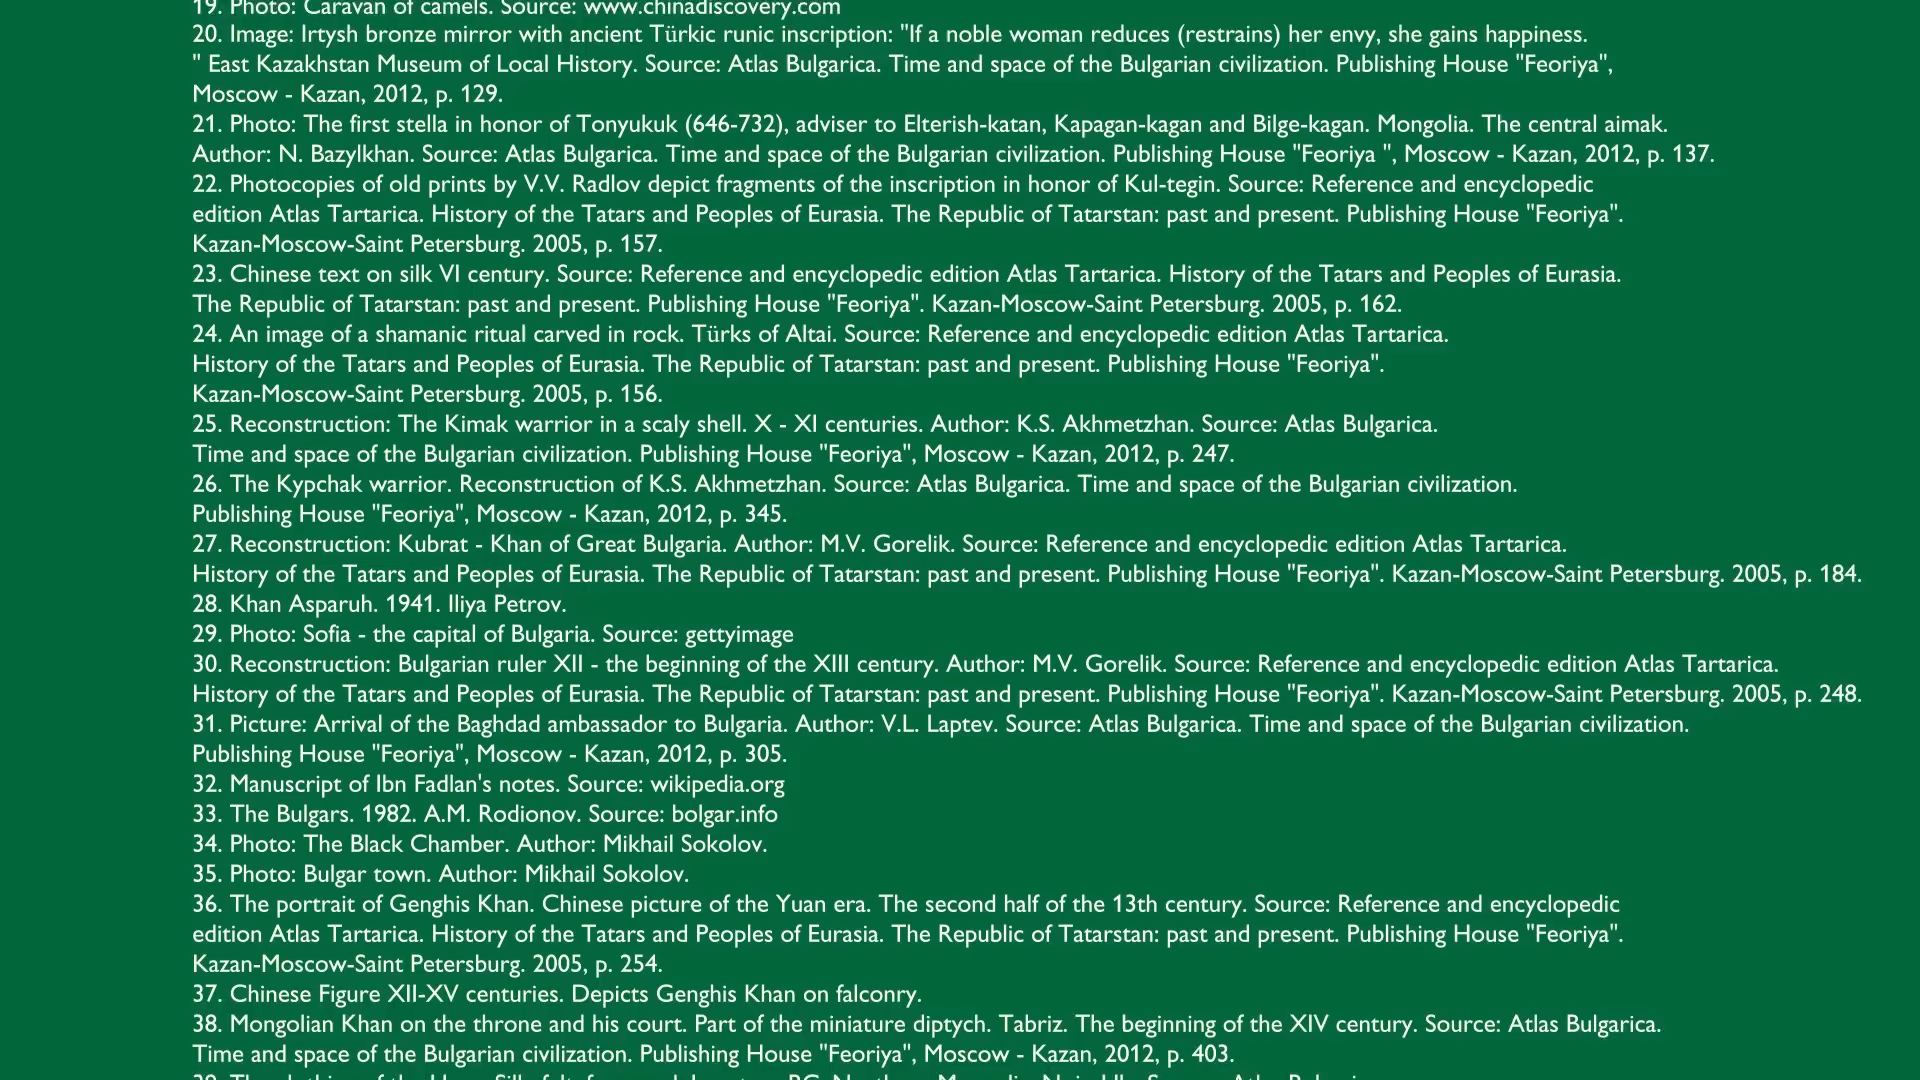 19. Photo: Caravan of camels. Source: www.chinadiscovery.com
20. Image: Irtysh bronze mirror with ancient Türkic runic inscription: "If a noble woman reduces (restrains) her envy, she gains happiness.
" East Kazakhstan Museum of Local History. Source: Atlas Bulgarica. Time and space of the Bulgarian civilization. Publishing House "Feoriya",
Moscow - Kazan, 2012, p. 129.
21. Photo: The first stella in honor of Tonyukuk (646-732), adviser to Elterish-katan, Kapagan-kagan and Bilge-kagan. Mongolia. The central aimak.
Author: N. Bazylkhan. Source: Atlas Bulgarica. Time and space of the Bulgarian civilization. Publishing House "Feoriya ", Moscow - Kazan, 2012, p. 137.
22. Photocopies of old prints by V.V. Radlov depict fragments of the inscription in honor of Kul-tegin. Source: Reference and encyclopedic
edition Atlas Tartarica. History of the Tatars and Peoples of Eurasia. The Republic of Tatarstan: past and present. Publishing House "Feoriya".
Kazan-Moscow-Saint Petersburg. 2005, p. 157.
23. Chinese text on silk VI century. Source: Reference and encyclopedic edition Atlas Tartarica. History of the Tatars and Peoples of Eurasia.
The Republic of Tatarstan: past and present. Publishing House "Feoriya". Kazan-Moscow-Saint Petersburg. 2005, p. 162.
24. An image of a shamanic ritual carved in rock. Türks of Altai. Source: Reference and encyclopedic edition Atlas Tartarica.
History of the Tatars and Peoples of Eurasia. The Republic of Tatarstan: past and present. Publishing House "Feoriya".
Kazan-Moscow-Saint Petersburg. 2005, p. 156.
25. Reconstruction: The Kimak warrior in a scaly shell. X - XI centuries. Author: K.S. Akhmetzhan. Source: Atlas Bulgarica.
Time and space of the Bulgarian civilization. Publishing House "Feoriya", Moscow - Kazan, 2012, p. 247.
26. The Kypchak warrior. Reconstruction of K.S. Akhmetzhan. Source: Atlas Bulgarica. Time and space of the Bulgarian civilization.
Publishing House "Feoriya", Moscow - Kazan, 2012, p. 345.
27. Reconstruction: Kubrat - Khan of Great Bulgaria. Author: M.V. Gorelik. Source: Reference and encyclopedic edition Atlas Tartarica.
History of the Tatars and Peoples of Eurasia. The Republic of Tatarstan: past and present. Publishing House "Feoriya". Kazan-Moscow-Saint Petersburg. 2005, p. 184.
28. Khan Asparuh. 1941. Iliya Petrov.
29. Photo: Sofia - the capital of Bulgaria. Source: gettyimage
30. Reconstruction: Bulgarian ruler XII - the beginning of the XIII century. Author: M.V. Gorelik. Source: Reference and encyclopedic edition Atlas Tartarica.
History of the Tatars and Peoples of Eurasia. The Republic of Tatarstan: past and present. Publishing House "Feoriya". Kazan-Moscow-Saint Petersburg. 2005, p. 248.
31. Picture: Arrival of the Baghdad ambassador to Bulgaria. Author: V.L. Laptev. Source: Atlas Bulgarica. Time and space of the Bulgarian civilization.
Publishing House "Feoriya", Moscow - Kazan, 2012, p. 305.
32. Manuscript of Ibn Fadlan's notes. Source: wikipedia.org
33. The Bulgars. 1982. A.M. Rodionov. Source: bolgar.info
34. Photo: The Black Chamber. Author: Mikhail Sokolov.
35. Photo: Bulgar town. Author: Mikhail Sokolov.
36. The portrait of Genghis Khan. Chinese picture of the Yuan era. The second half of the 13th century. Source: Reference and encyclopedic
edition Atlas Tartarica. History of the Tatars and Peoples of Eurasia. The Republic of Tatarstan: past and present. Publishing House "Feoriya".
Kazan-Moscow-Saint Petersburg. 2005, p. 254.
37. Chinese Figure XII-XV centuries. Depicts Genghis Khan on falconry.
38. Mongolian Khan on the throne and his court. Part of the miniature diptych. Tabriz. The beginning of the XIV century. Source: Atlas Bulgarica.
Time and space of the Bulgarian civilization. Publishing House "Feoriya", Moscow - Kazan, 2012, p. 403.